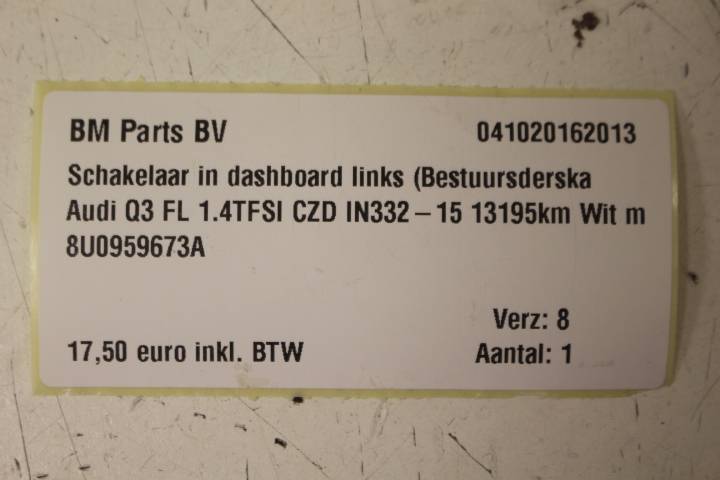 BM Parts BV 041020162013
Schakelaar in dashboard links (Bestuursderska
Audi Q3 FL 1.4TFSI CZD IN332 – 15 13195km Wit m
8U0959673A
Verz: 8
17,50 euro inkl. BTW Aantal: 1